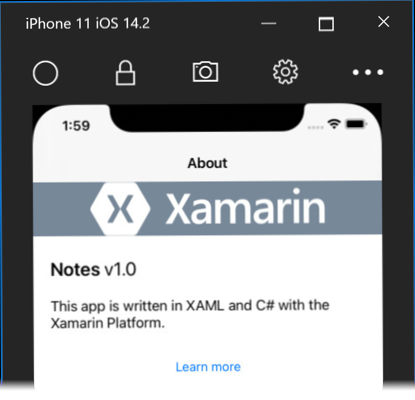 iPhone 11 iOS 14.2
1:59
About
Xamarin
Notes v1.0
This app is written in XAML and C# with the
Xamarin Platform.
Learn more